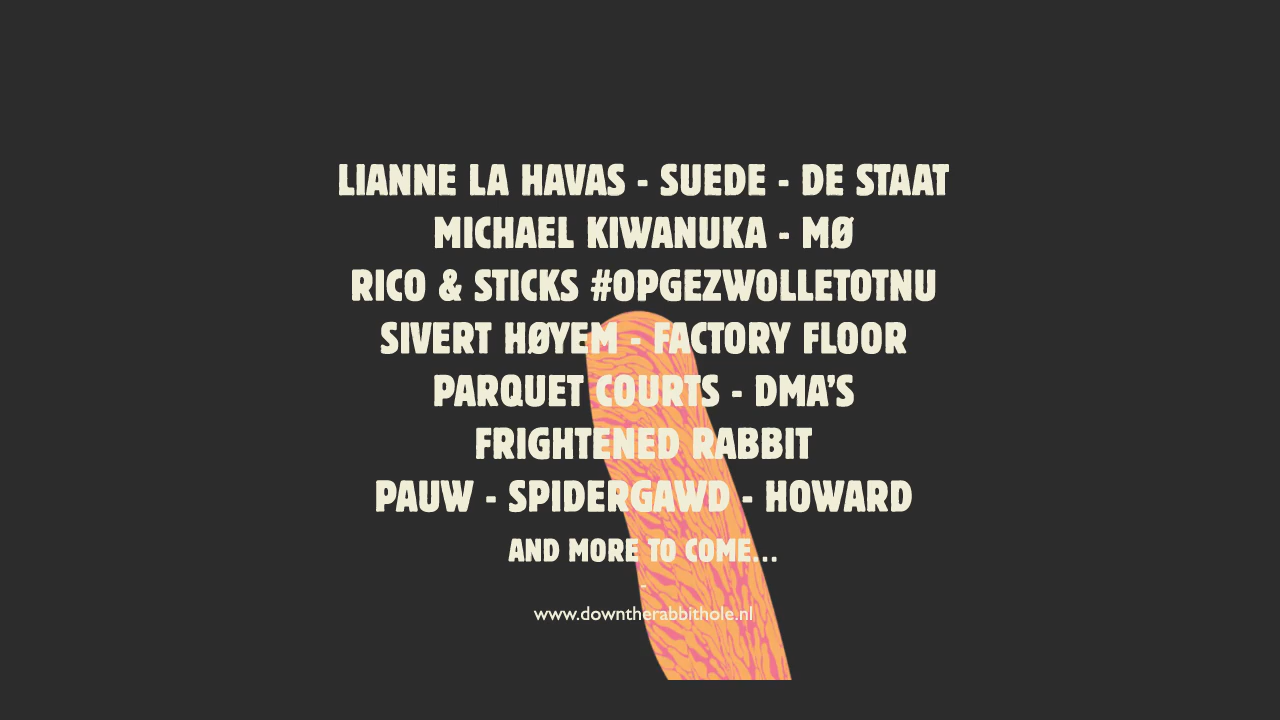 LIANNE LA HAVAS - SUEDE - DE STAAT
MICHAEL KIWANUKA - MØ
RICO & STICKS #OPGEZWOLLETOTNU
SIVERT HØYEM - FACTORY FLOOR
PARQUET COURTS - DMA'S
FRIGHTENED RABBIT
PAUW - SPIDERGAWD - HOWARD
AND MORE TO COME...
-
www.downtherabbithole.nl